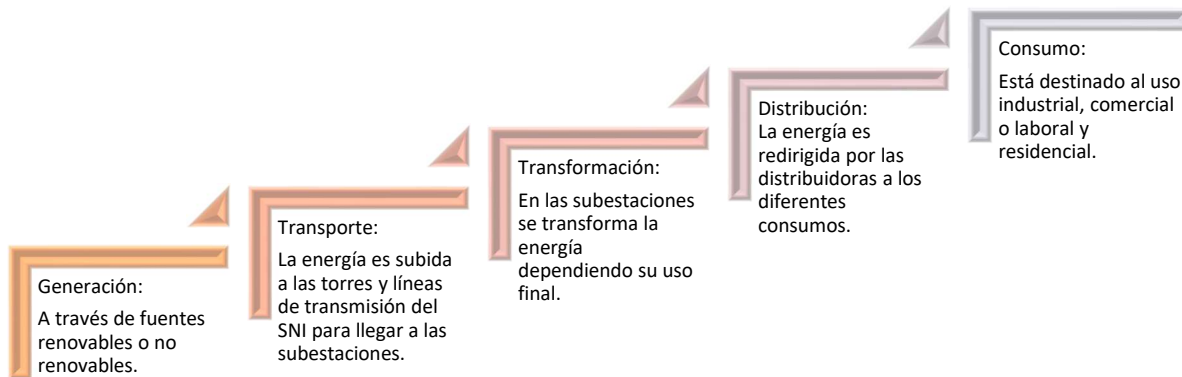 Generación:
A través de fuentes
renovables o no
renovables.
Transporte:
La energía es subida
a las torres y líneas
de transmisión del
SNI para llegar a las
subestaciones.
Transformación:
En las subestaciones
se transforma la
energía
dependiendo su uso
final.
Distribución:
La energía es
redirigida por las
distribuidoras a los
diferentes
consumos.
Consumo:
Está destinado al uso
industrial, comercial
o laboral y
residencial.